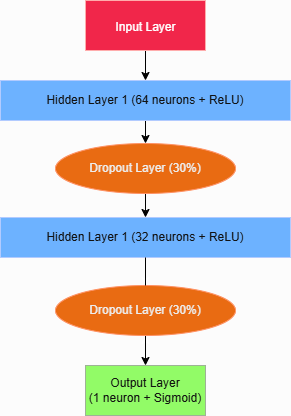 Input Layer
Hidden Layer 1 (64 neurons + ReLU)
Dropout Layer (30%)
Hidden Layer 1 (32 neurons + ReLU)
Dropout Layer (30%)
Output Layer
(1 neuron + Sigmoid)